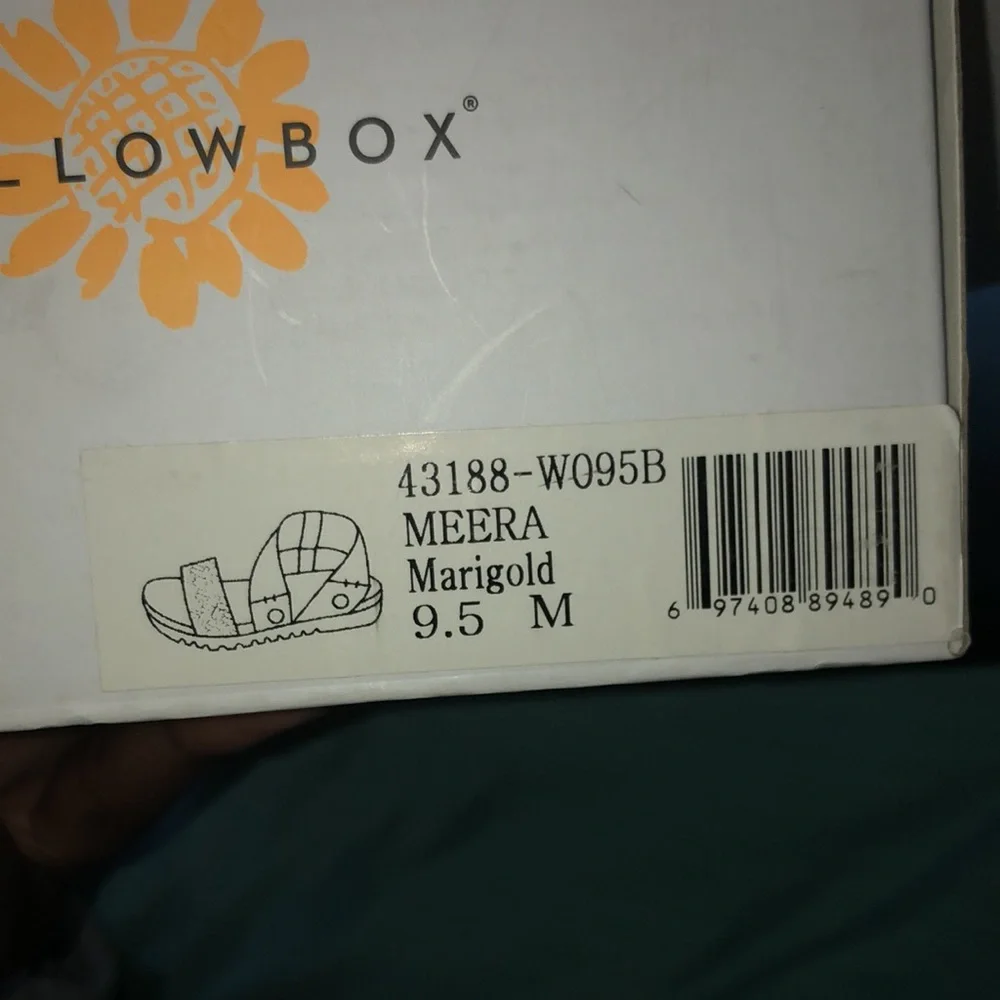 LLOWBOX®
43188-W095B
MEERA
Marigold
9.5 M
6 97408 89489 0